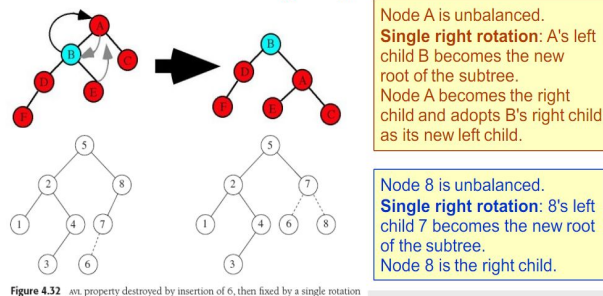 A
B
C
D
E
F
B
D
A
F
E
C
Node A is unbalanced.
Single right rotation: A's left
child B becomes the new
root of the subtree.
Node A becomes the right
child and adopts B's right child
as its new left child.
5
2
8
1
4
7
3
6
5
2
7
1
4
6
8
3
Node 8 is unbalanced.
Single right rotation: 8's left
child 7 becomes the new root
of the subtree.
Node 8 is the right child.
Figure 4.32 AVL property destroyed by insertion of 6, then fixed by a single rotation